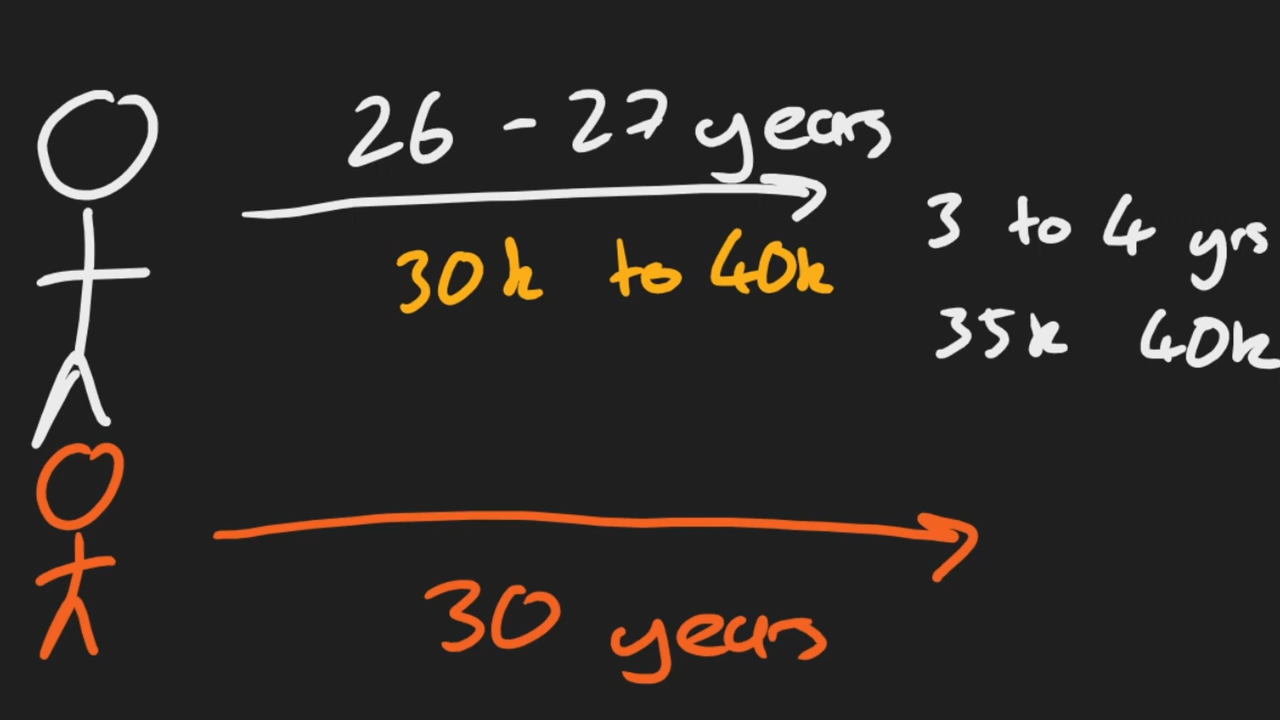 26 - 27 years
30k to 40k
3 to 4 yrs
35k 40k
30 years